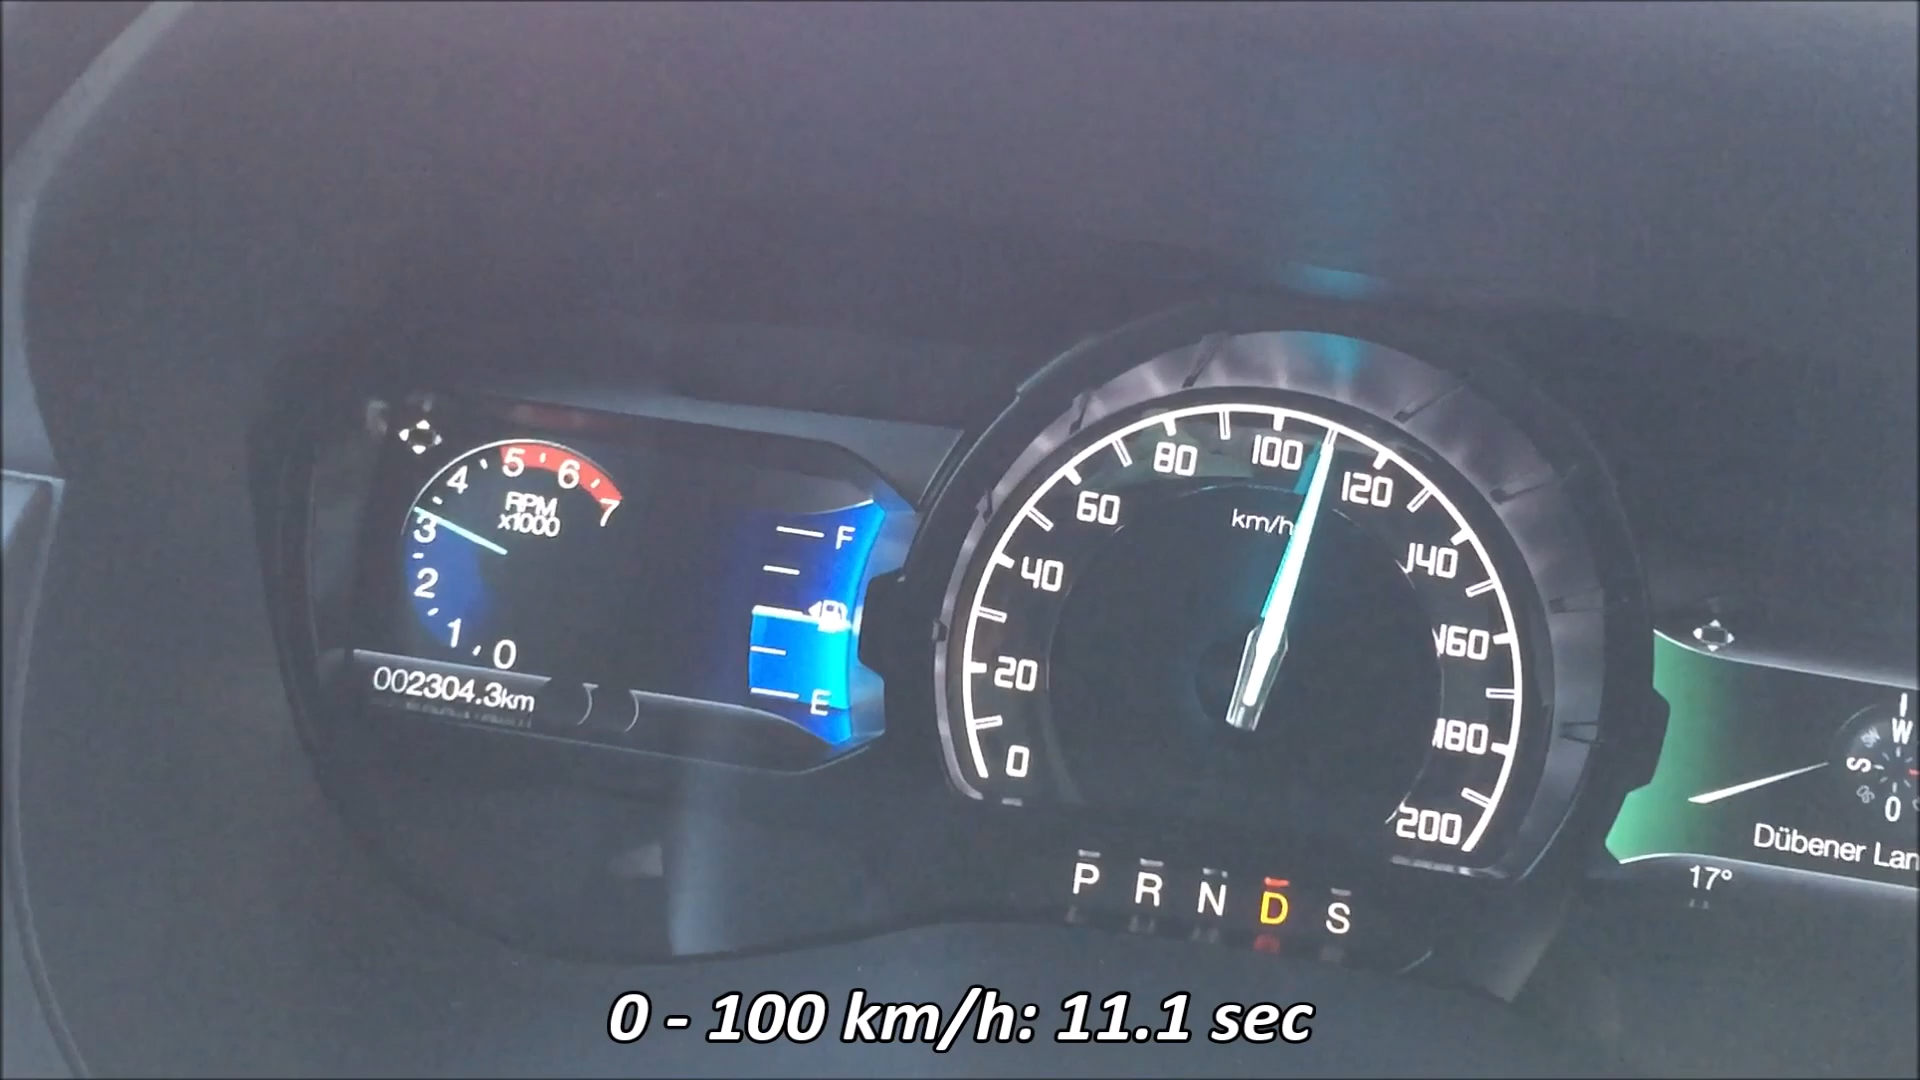 5
6
4
7
RPM
x1000
3
2
1
0
F
E
002304.3km
100
80
120
60
km/h
140
40
160
20
180
0
200
W
S
O
Dübener Lan
17°
P R N D S
0 - 100 km/h: 11.1 sec